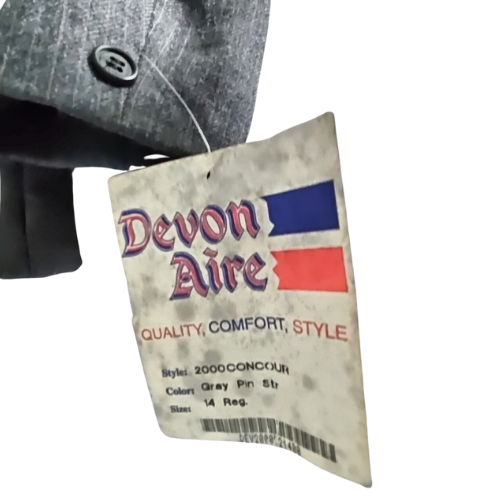 Devon
Aire
QUALITY, COMFORT, STYLE
Style: 2000CONCOUR
Color: Gray Pin Str
Size: 14 Reg.